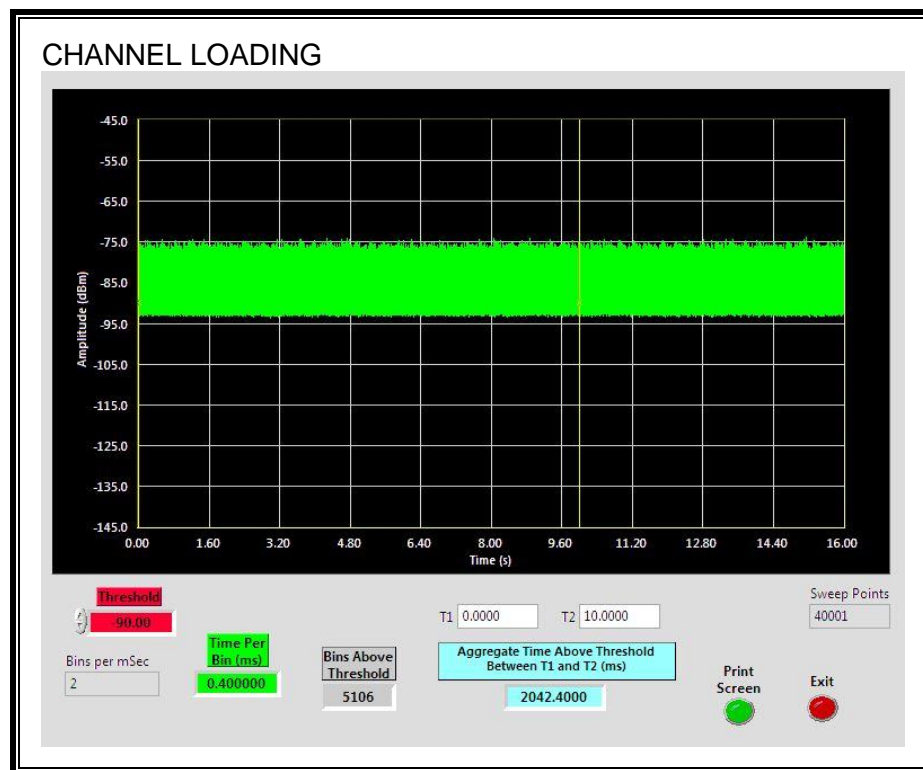 CHANNEL LOADING
-45.0
-55.0
-65.0
-75.0
-85.0
-95.0
-105.0
-115.0
-125.0
-135.0
-145.0
Amplitude (dBm)
0.00 1.60 3.20 4.80 6.40 8.00 9.60 11.20 12.80 14.40 16.00
Time (s)
Threshold
-90.00
T1 0.0000 T2 10.0000
Sweep Points
40001
Bins per mSec
2
Time Per
Bin (ms)
0.400000
Bins Above
Threshold
5106
Aggregate Time Above Threshold
Between T1 and T2 (ms)
2042.4000
Print
Screen
Exit